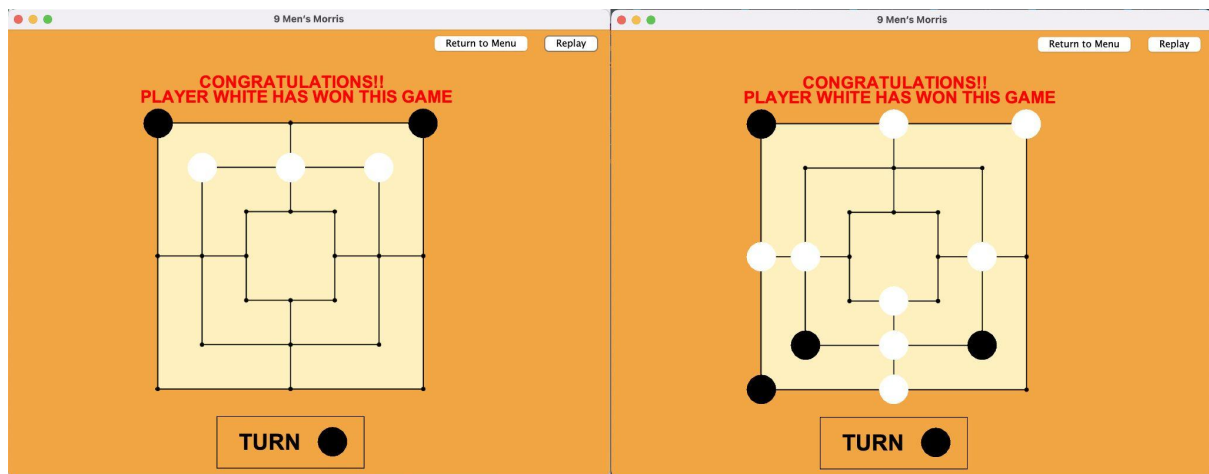 9 Men's Morris
Return to Menu
Replay
CONGRATULATIONS!!
PLAYER WHITE HAS WON THIS GAME
TURN
9 Men's Morris
Return to Menu
Replay
CONGRATULATIONS!!
PLAYER WHITE HAS WON THIS GAME
TURN